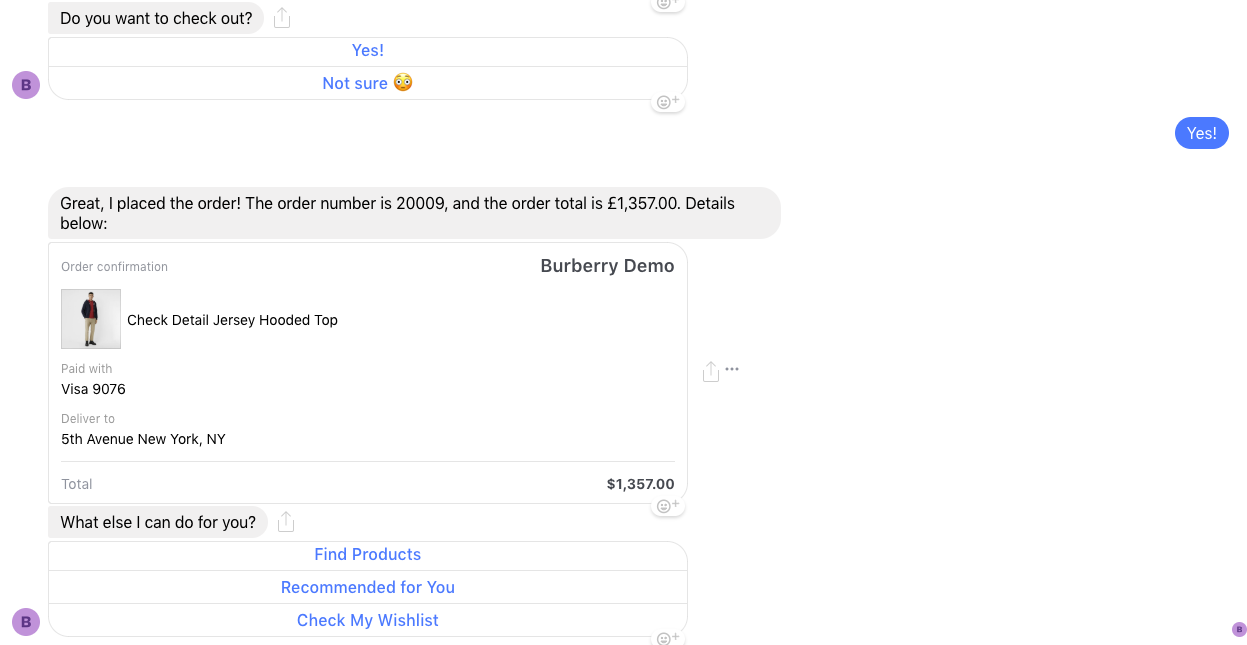 Do you want to check out?
Yes!
Not sure 😳
B
Yes!
Great, I placed the order! The order number is 20009, and the order total is £1,357.00. Details
below:
Order confirmation
Burberry Demo
Check Detail Jersey Hooded Top
Paid with
Visa 9076
Deliver to
5th Avenue New York, NY
Total
$1,357.00
What else I can do for you?
Find Products
Recommended for You
Check My Wishlist
B
B